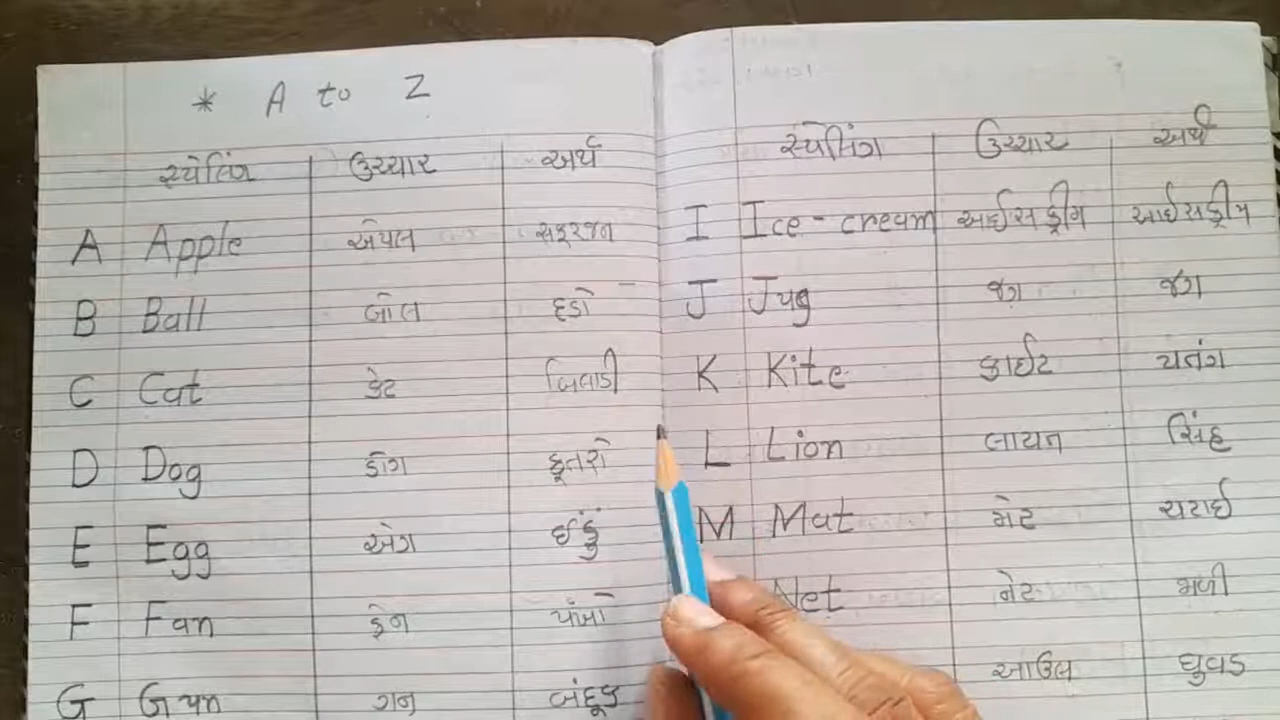 * A to Z
સ્પેલિંગ ઉચ્ચાર અર્થ
A Apple એપલ સફરજન
B Ball બોલ દડો
C Cat કેટ બિલાડી
D Dog ડોગ કૂતરો
E Egg એગ ઈંડું
F Fan ફેન પંખો
G Gun ગન બંદૂક
સ્પેલિંગ ઉચ્ચાર અર્થ
I Ice-cream આઈસક્રીમ આઈસક્રીમ
J Jug જગ જગ
K Kite કાઈટ પતંગ
L Lion લાયન સિંહ
M Mat મેટ ચટાઈ
Net નેટ જાળી
આઉલ ઘુવડ